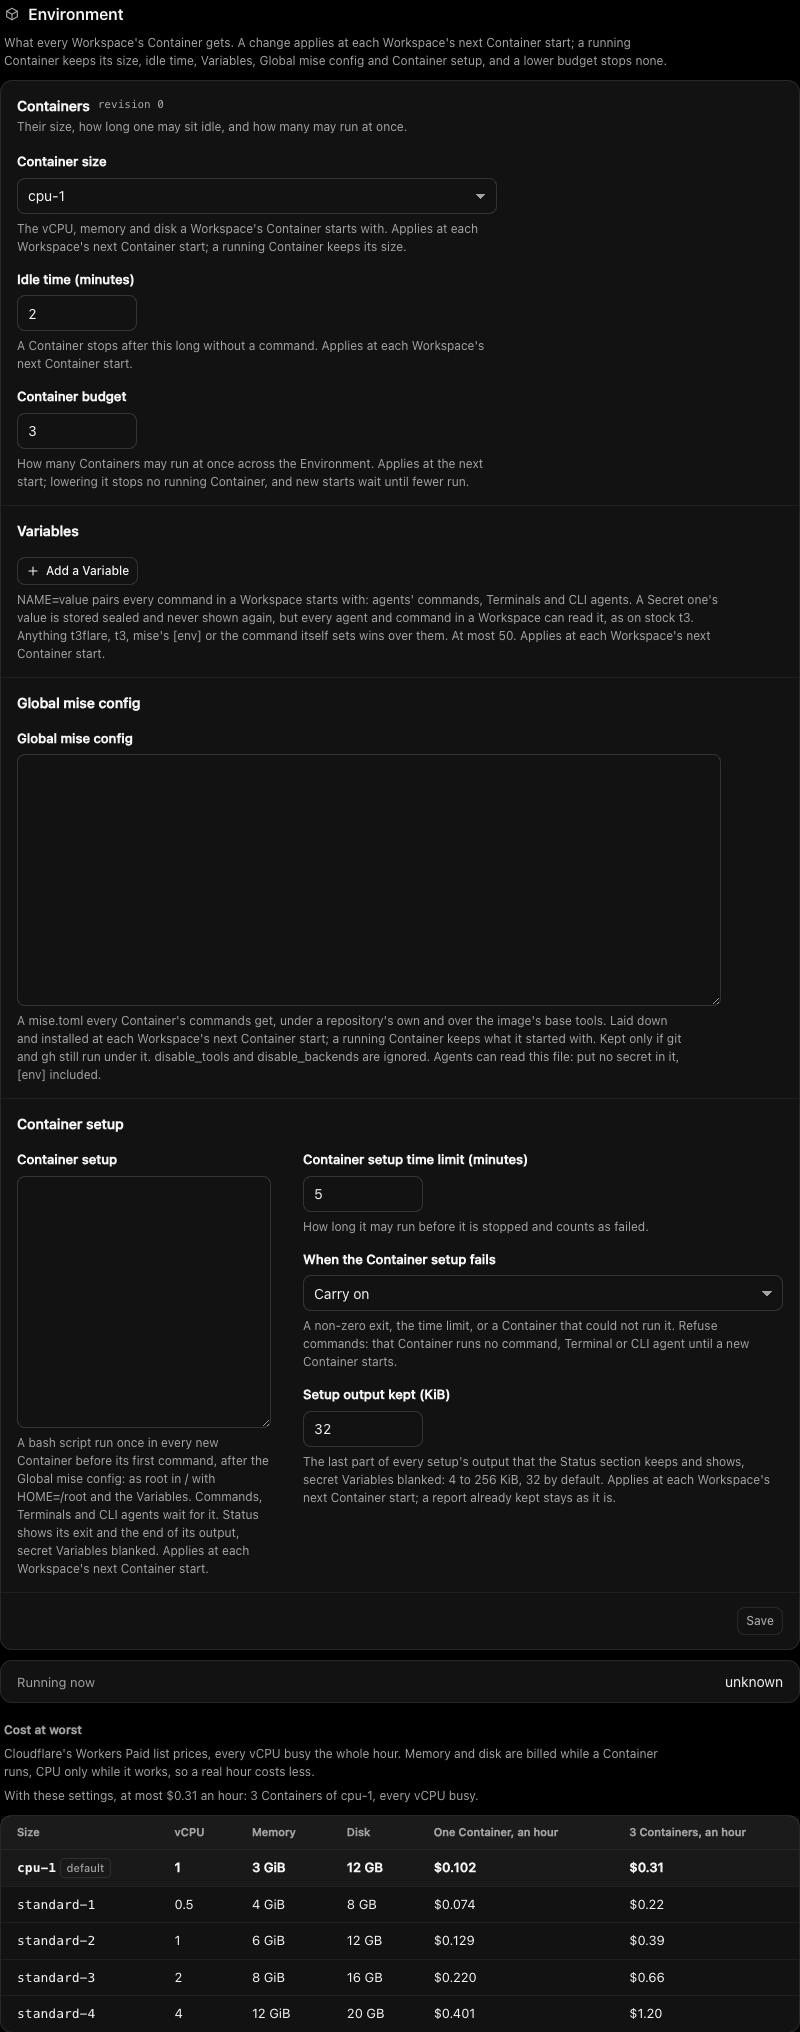 Environment
What every Workspace's Container gets. A change applies at each Workspace's next Container start; a running
Container keeps its size, idle time, Variables, Global mise config and Container setup, and a lower budget stops none.
Containers revision 0
Their size, how long one may sit idle, and how many may run at once.
Container size
cpu-1
The vCPU, memory and disk a Workspace's Container starts with. Applies at each
Workspace's next Container start; a running Container keeps its size.
Idle time (minutes)
2
A Container stops after this long without a command. Applies at each Workspace's
next Container start.
Container budget
3
How many Containers may run at once across the Environment. Applies at the next
start; lowering it stops no running Container, and new starts wait until fewer run.
Variables
+ Add a Variable
NAME=value pairs every command in a Workspace starts with: agents' commands, Terminals and CLI agents. A Secret one's
value is stored sealed and never shown again, but every agent and command in a Workspace can read it, as on stock t3.
Anything t3flare, t3, mise's [env] or the command itself sets wins over them. At most 50. Applies at each Workspace's next
Container start.
Global mise config
Global mise config
A mise.toml every Container's commands get, under a repository's own and over the image's base tools. Laid down
and installed at each Workspace's next Container start; a running Container keeps what it started with. Kept only if git
and gh still run under it. disable_tools and disable_backends are ignored. Agents can read this file: put no secret in it,
[env] included.
Container setup
Container setup
A bash script run once in every new
Container before its first command, after the
Global mise config: as root in / with
HOME=/root and the Variables. Commands,
Terminals and CLI agents wait for it. Status
shows its exit and the end of its output,
secret Variables blanked. Applies at each
Workspace's next Container start.
Container setup time limit (minutes)
5
How long it may run before it is stopped and counts as failed.
When the Container setup fails
Carry on
A non-zero exit, the time limit, or a Container that could not run it. Refuse
commands: that Container runs no command, Terminal or CLI agent until a new
Container starts.
Setup output kept (KiB)
32
The last part of every setup's output that the Status section keeps and shows,
secret Variables blanked: 4 to 256 KiB, 32 by default. Applies at each Workspace's
next Container start; a report already kept stays as it is.
Save
Running now unknown
Cost at worst
Cloudflare's Workers Paid list prices, every vCPU busy the whole hour. Memory and disk are billed while a Container
runs, CPU only while it works, so a real hour costs less.
With these settings, at most $0.31 an hour: 3 Containers of cpu-1, every vCPU busy.
Size vCPU Memory Disk One Container, an hour 3 Containers, an hour
cpu-1 default 1 3 GiB 12 GB $0.102 $0.31
standard-1 0.5 4 GiB 8 GB $0.074 $0.22
standard-2 1 6 GiB 12 GB $0.129 $0.39
standard-3 2 8 GiB 16 GB $0.220 $0.66
standard-4 4 12 GiB 20 GB $0.401 $1.20